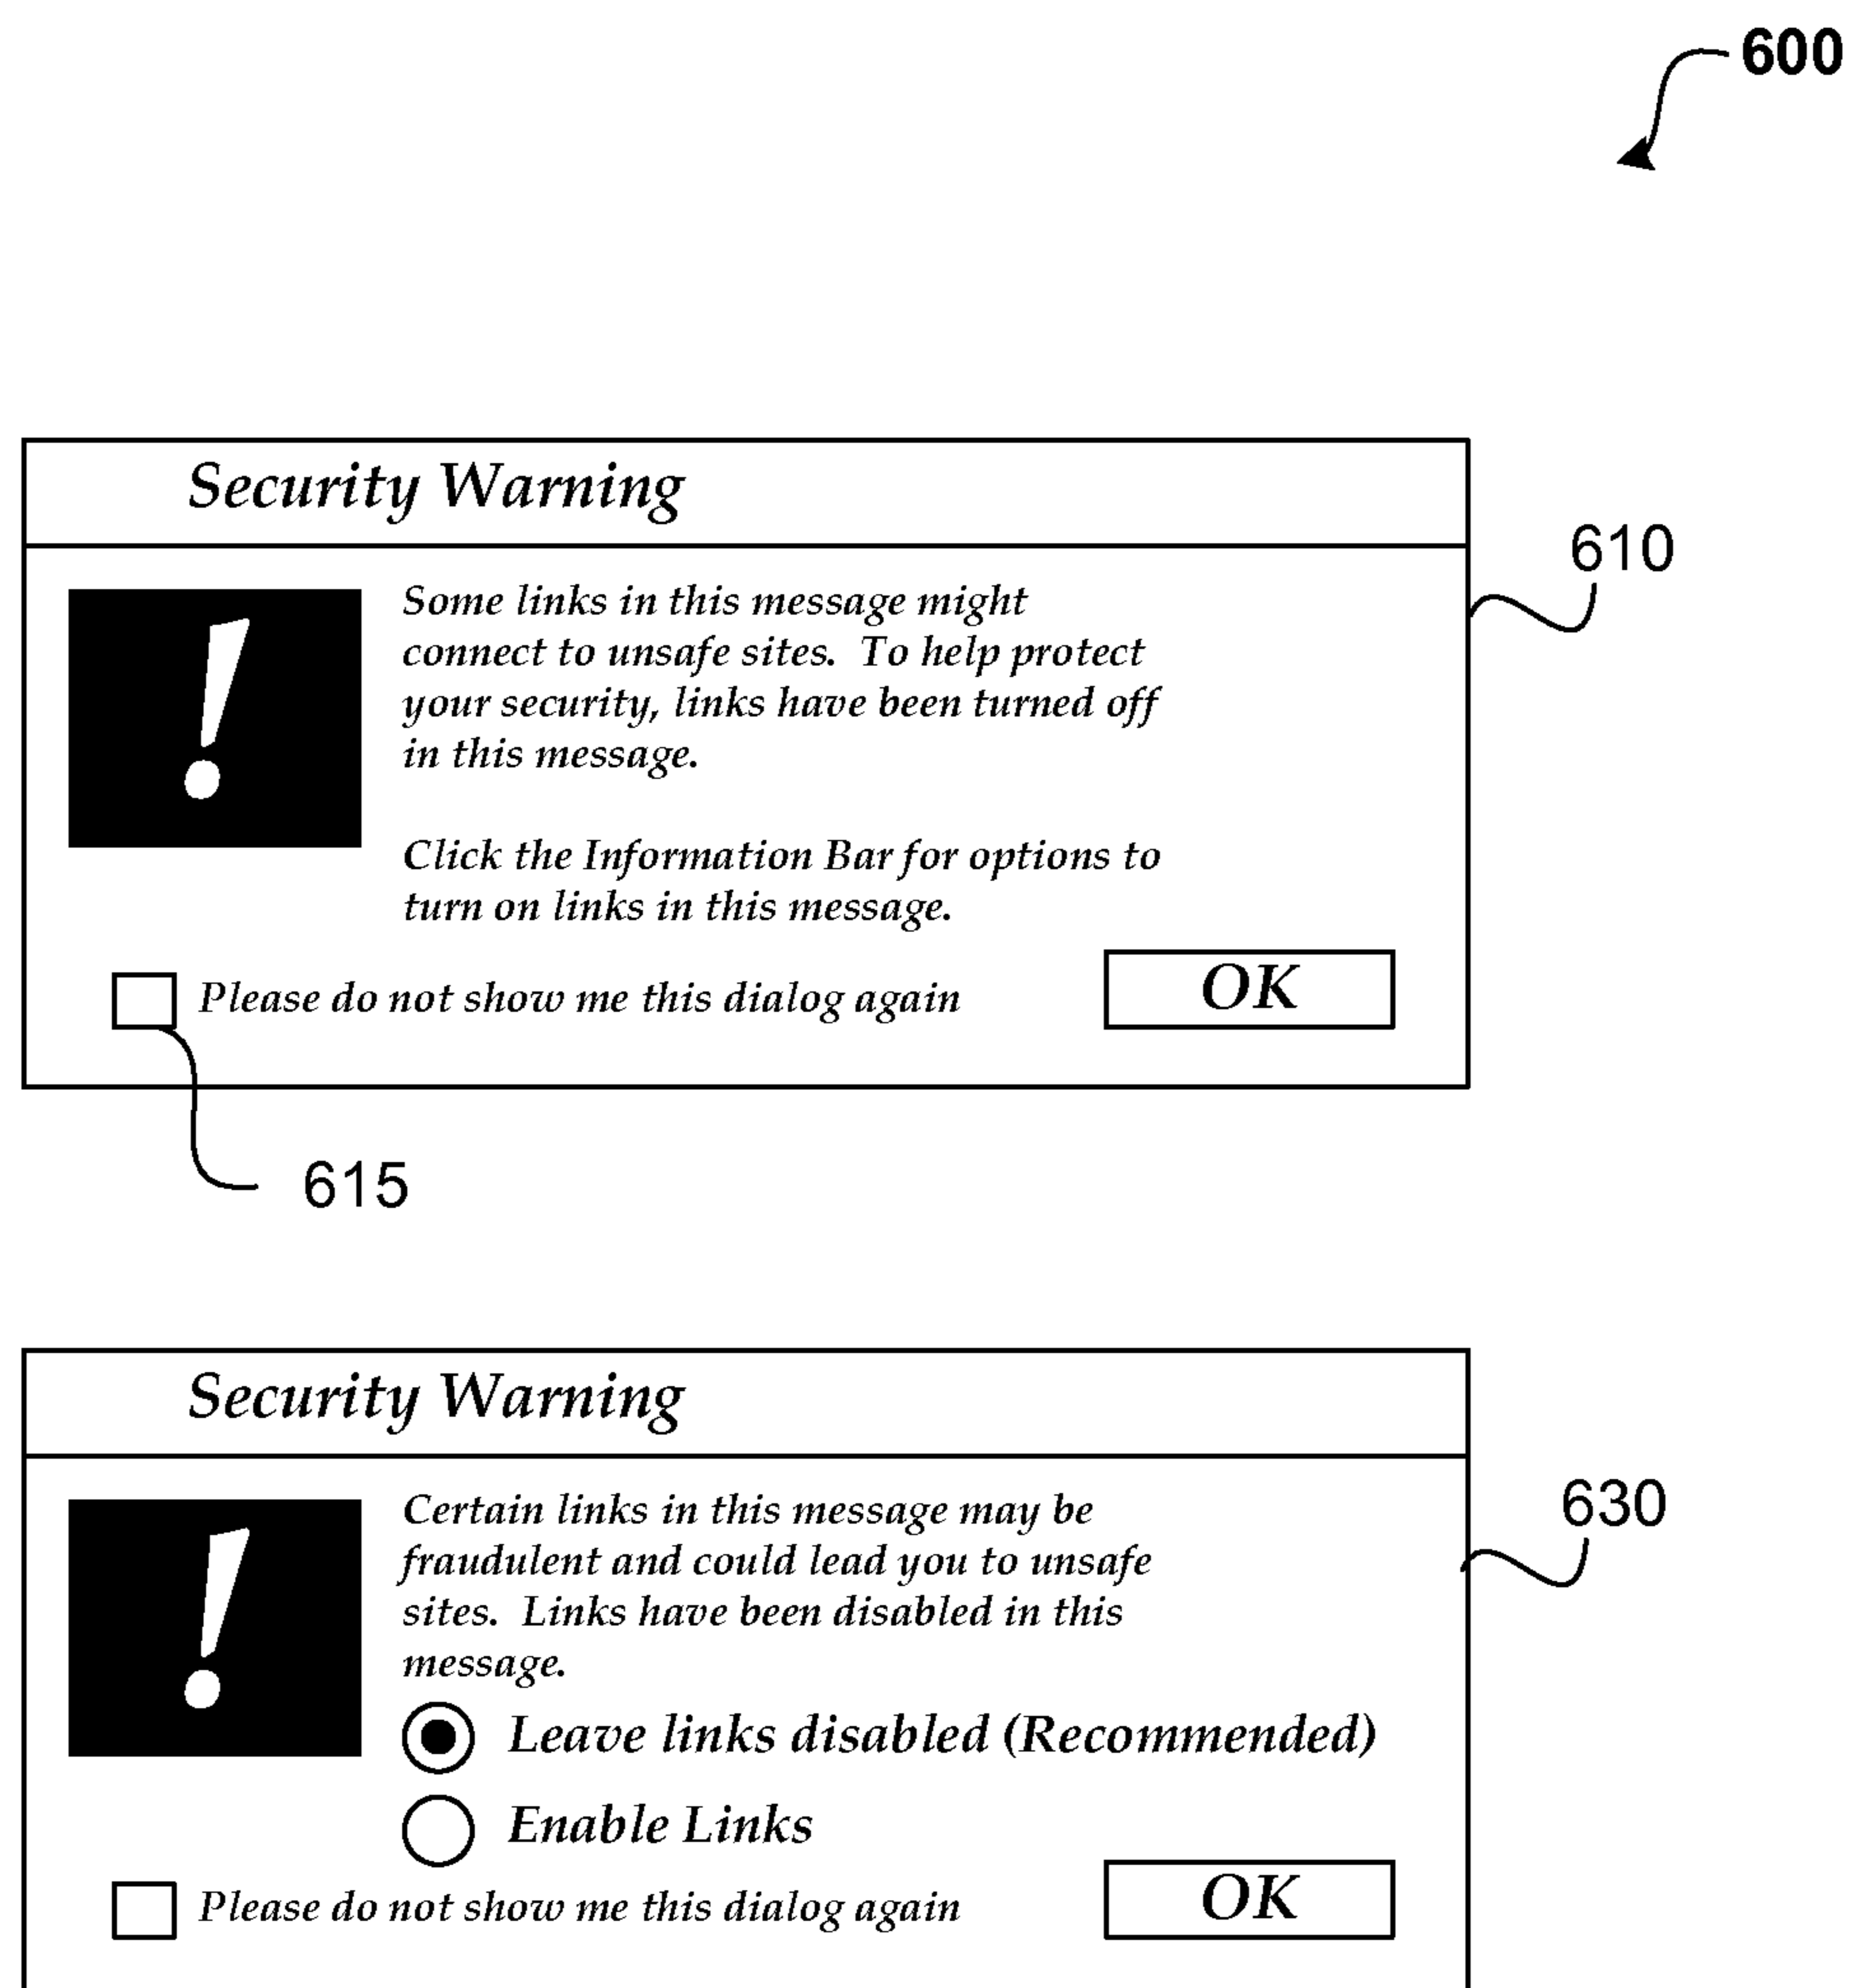 600
Security Warning
610
!
Some links in this message might
connect to unsafe sites. To help protect
your security, links have been turned off
in this message.
Click the Information Bar for options to
turn on links in this message.
Please do not show me this dialog again
OK
615
Security Warning
630
!
Certain links in this message may be
fraudulent and could lead you to unsafe
sites. Links have been disabled in this
message.
Leave links disabled (Recommended)
Enable Links
Please do not show me this dialog again
OK